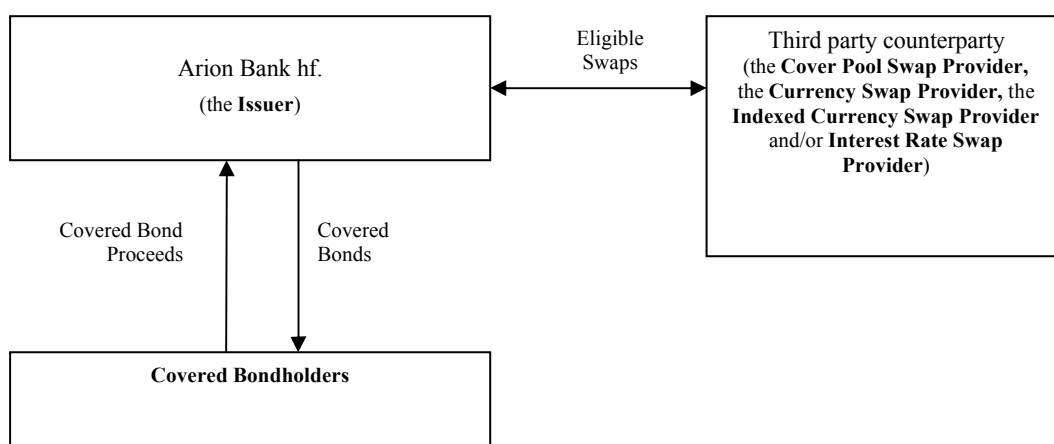 Arion Bank hf.
(the Issuer)
Eligible
Swaps
Third party counterparty
(the Cover Pool Swap Provider,
the Currency Swap Provider, the
Indexed Currency Swap Provider
and/or Interest Rate Swap
Provider)
Covered Bond
Proceeds
Covered
Bonds
Covered Bondholders